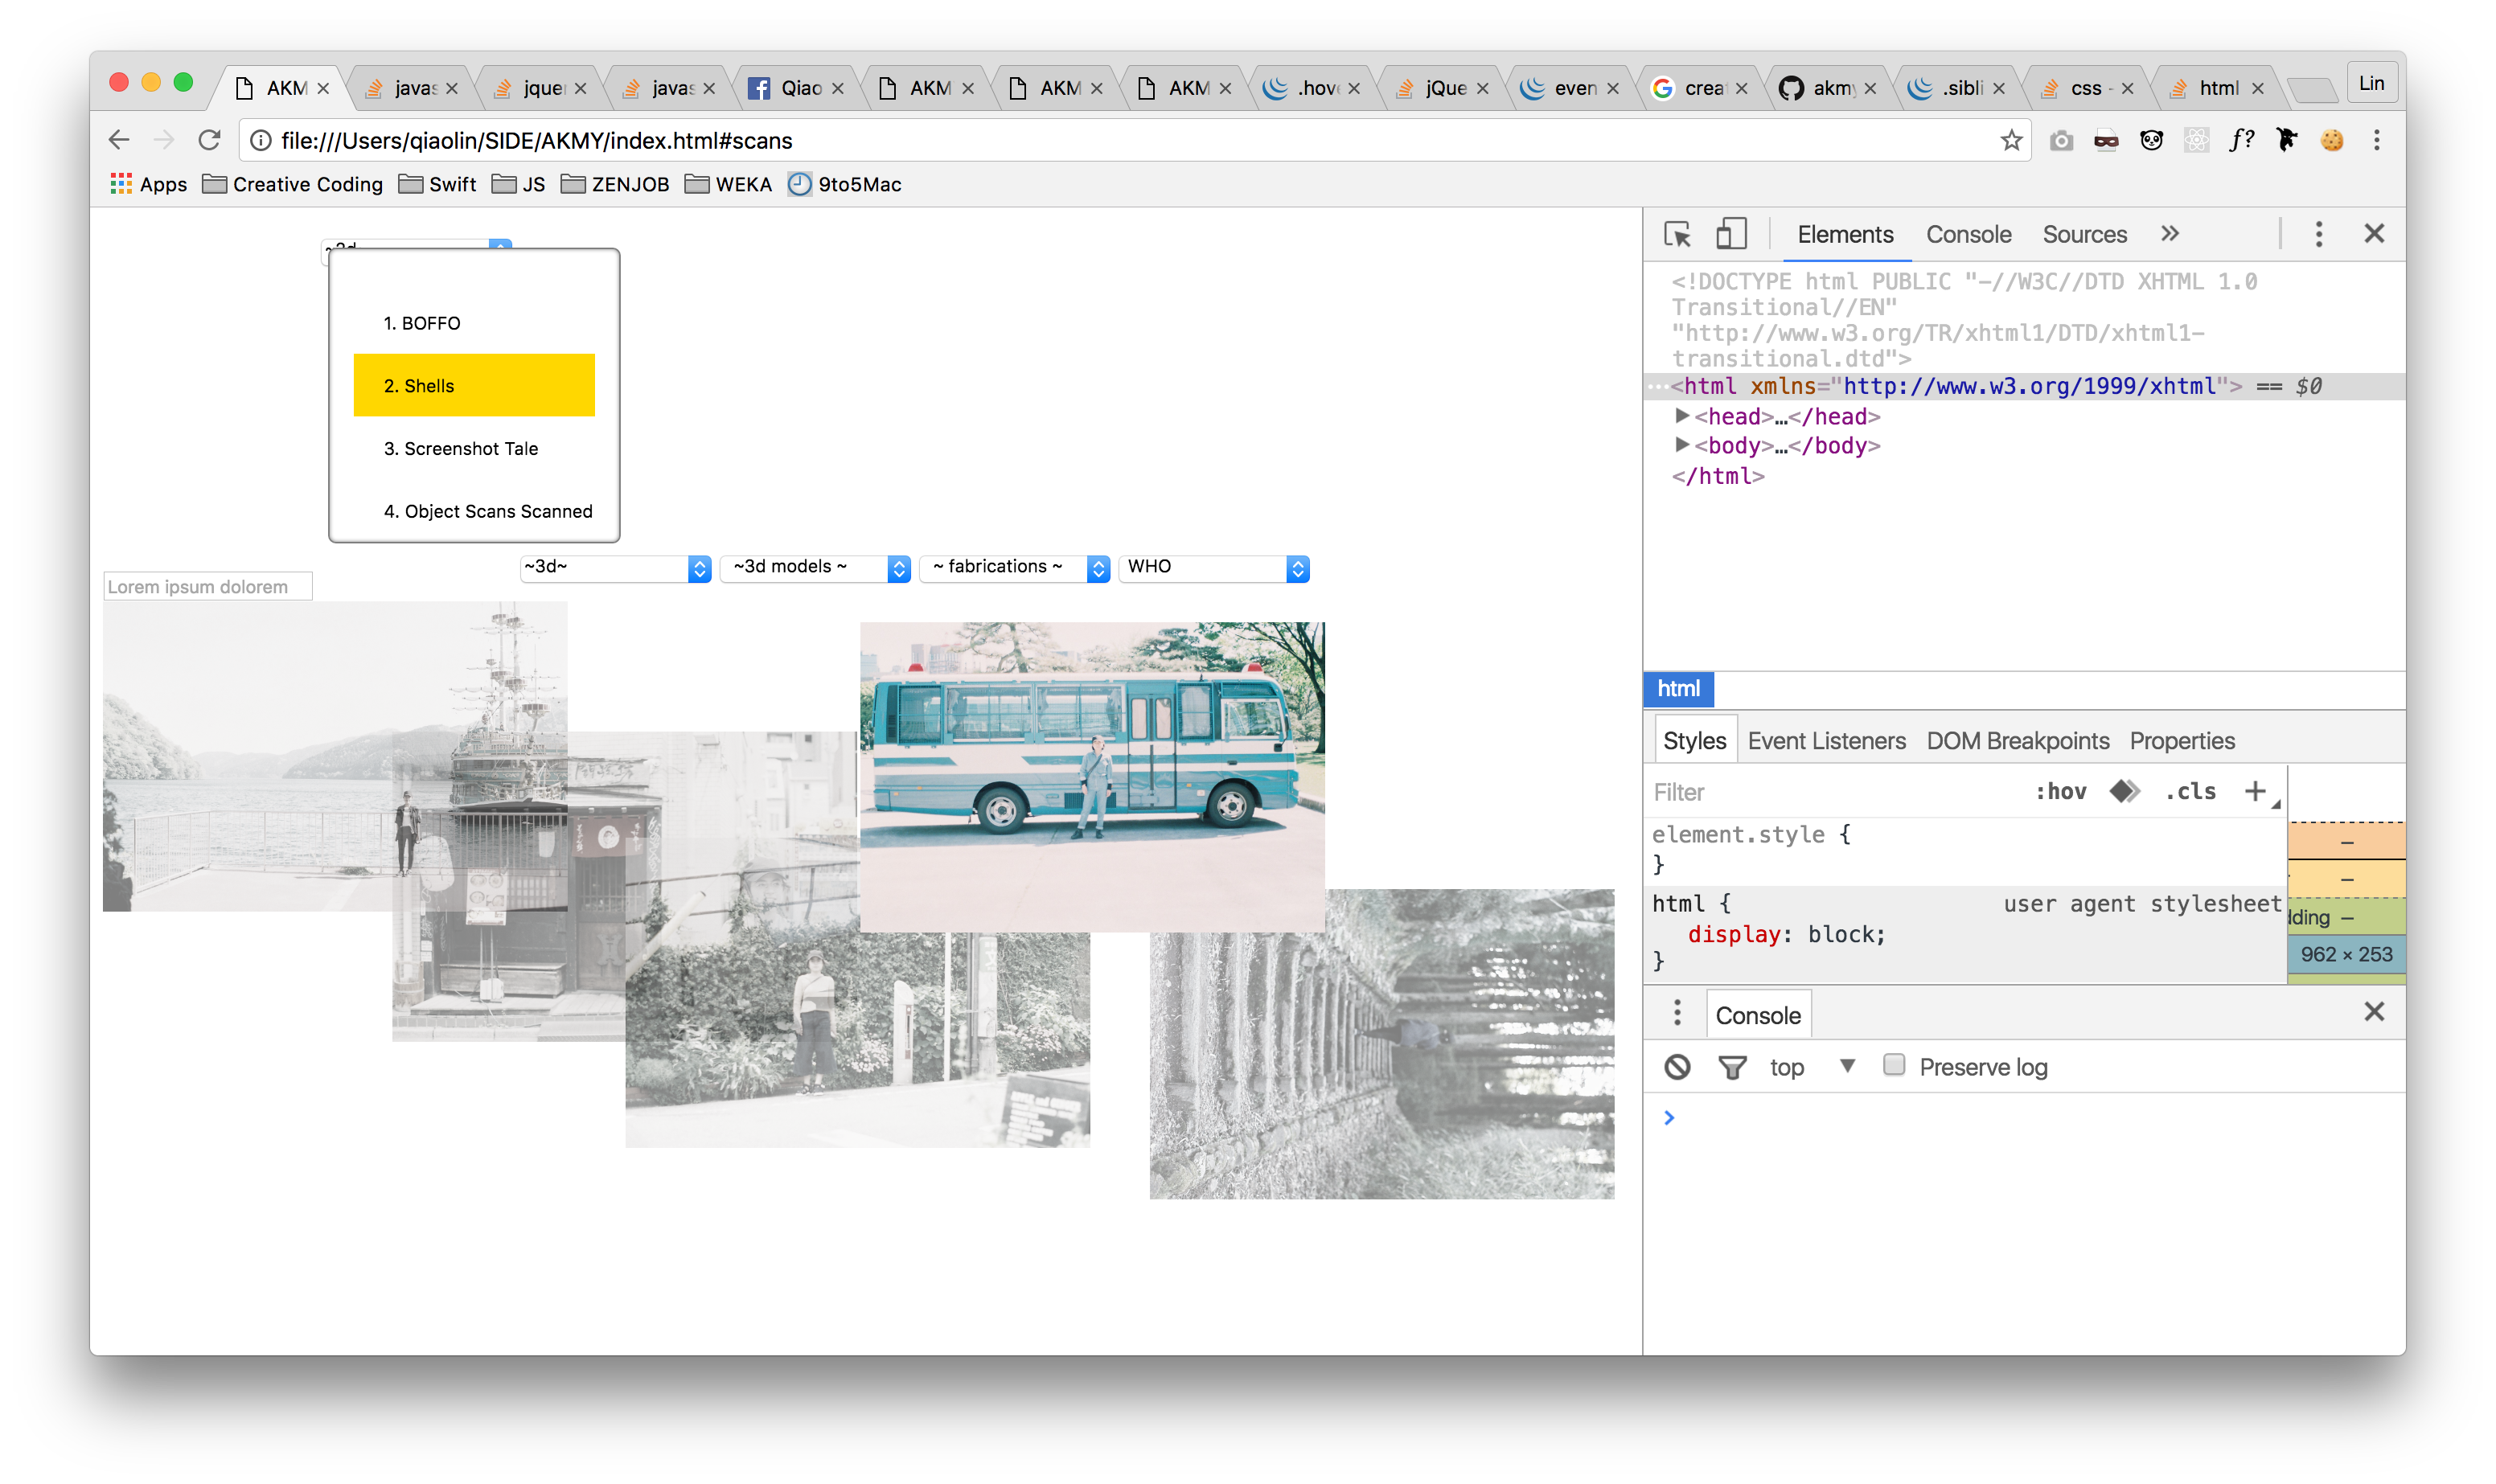 AKM
javas
jque
javas
Qiao
AKM
AKM
AKM
.hove
jQue
even
crea
akmy
.sibli
css -
html
Lin
file:///Users/qiaolin/SIDE/AKMY/index.html#scans
f?
Apps
Creative Coding
Swift
JS
ZENJOB
WEKA
9to5Mac
1. BOFFO
2. Shells
3. Screenshot Tale
4. Object Scans Scanned
~3d~
~3d models ~
~ fabrications ~
WHO
Lorem ipsum dolorem
Elements
Console
Sources
<!DOCTYPE html PUBLIC "-//W3C//DTD XHTML 1.0
Transitional//EN"
"http://www.w3.org/TR/xhtml1/DTD/xhtml1-
transitional.dtd">
…<html xmlns="http://www.w3.org/1999/xhtml"> == $0
<head>…</head>
<body>…</body>
</html>
html
Styles
Event Listeners
DOM Breakpoints
Properties
Filter
:hov
.cls
element.style {
}
html {
user agent stylesheet
display: block;
}
–
–
dding –
962 × 253
Console
top
Preserve log